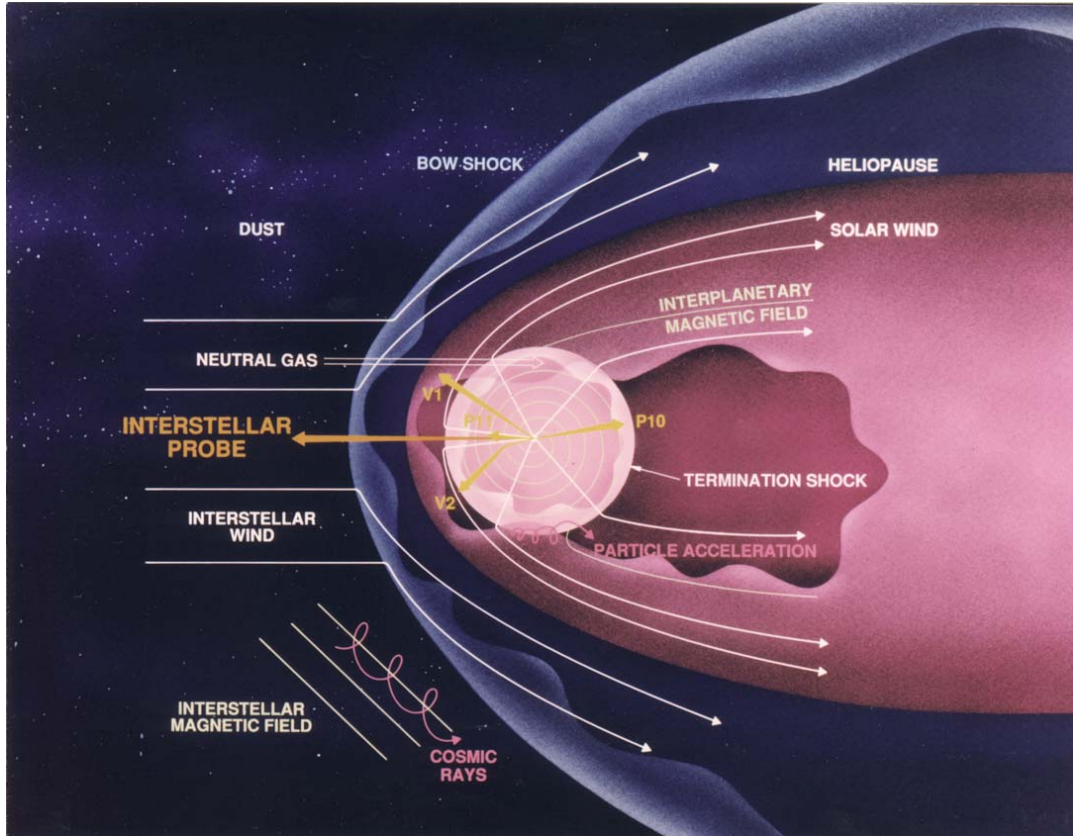 BOW SHOCK
HELIOPAUSE
DUST
SOLAR WIND
INTERPLANETARY
MAGNETIC FIELD
NEUTRAL GAS
V1
P11
P10
INTERSTELLAR
PROBE
TERMINATION SHOCK
V2
INTERSTELLAR
WIND
PARTICLE ACCELERATION
INTERSTELLAR
MAGNETIC FIELD
COSMIC
RAYS